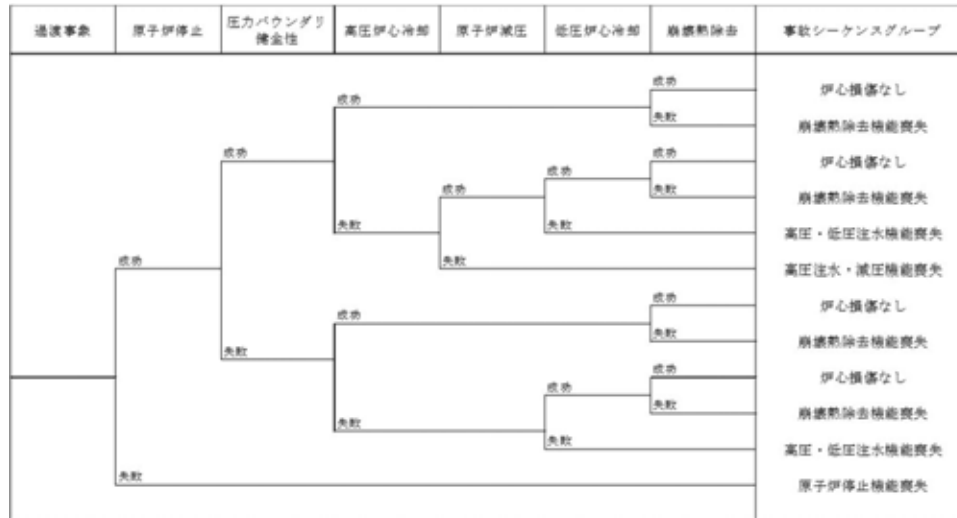 過渡事象
原子炉停止
圧力バウンダリ
健全性
高圧炉心冷却
原子炉減圧
低圧炉心冷却
崩壊熱除去
事故シーケンスグループ
成功
炉心損傷なし
成功
失敗
崩壊熱除去機能喪失
成功
成功
炉心損傷なし
成功
成功
失敗
崩壊熱除去機能喪失
失敗
失敗
高圧・低圧注水機能喪失
成功
失敗
高圧注水・減圧機能喪失
成功
炉心損傷なし
成功
失敗
崩壊熱除去機能喪失
失敗
成功
炉心損傷なし
成功
失敗
崩壊熱除去機能喪失
失敗
失敗
高圧・低圧注水機能喪失
失敗
原子炉停止機能喪失